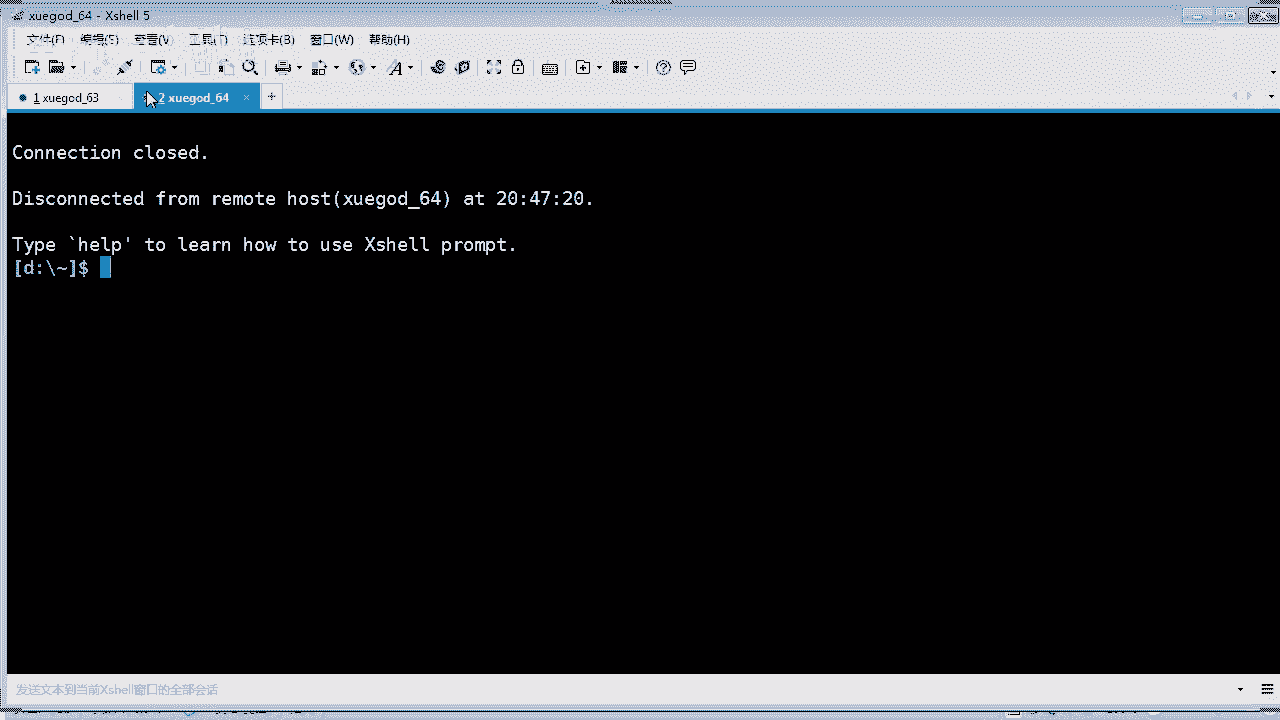 xuegod_64 - Xshell 5
文件(F) 编辑(E) 查看(V) 工具(T) 选项卡(B) 窗口(W) 帮助(H)
1 xuegod_63
2 xuegod_64
Connection closed.
Disconnected from remote host(xuegod_64) at 20:47:20.
Type `help' to learn how to use Xshell prompt.
[d:\~]$
发送文本到当前Xshell窗口的全部会话